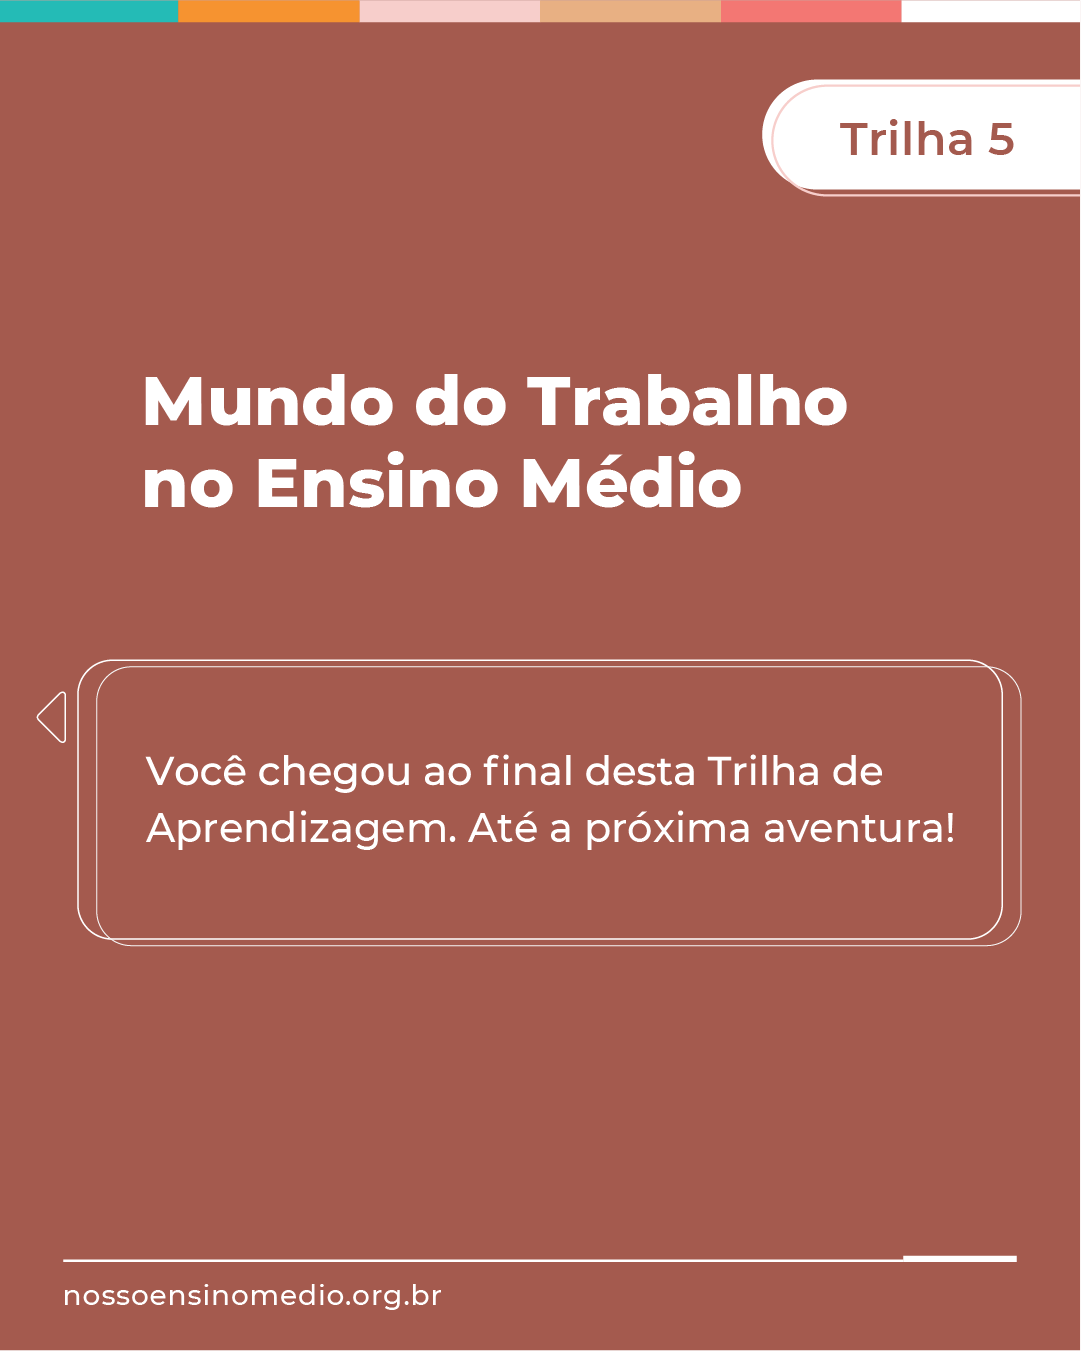 Trilha 5
Mundo do Trabalho
no Ensino Médio
Você chegou ao final desta Trilha de
Aprendizagem. Até a próxima aventura!
nossoensinomedio.org.br